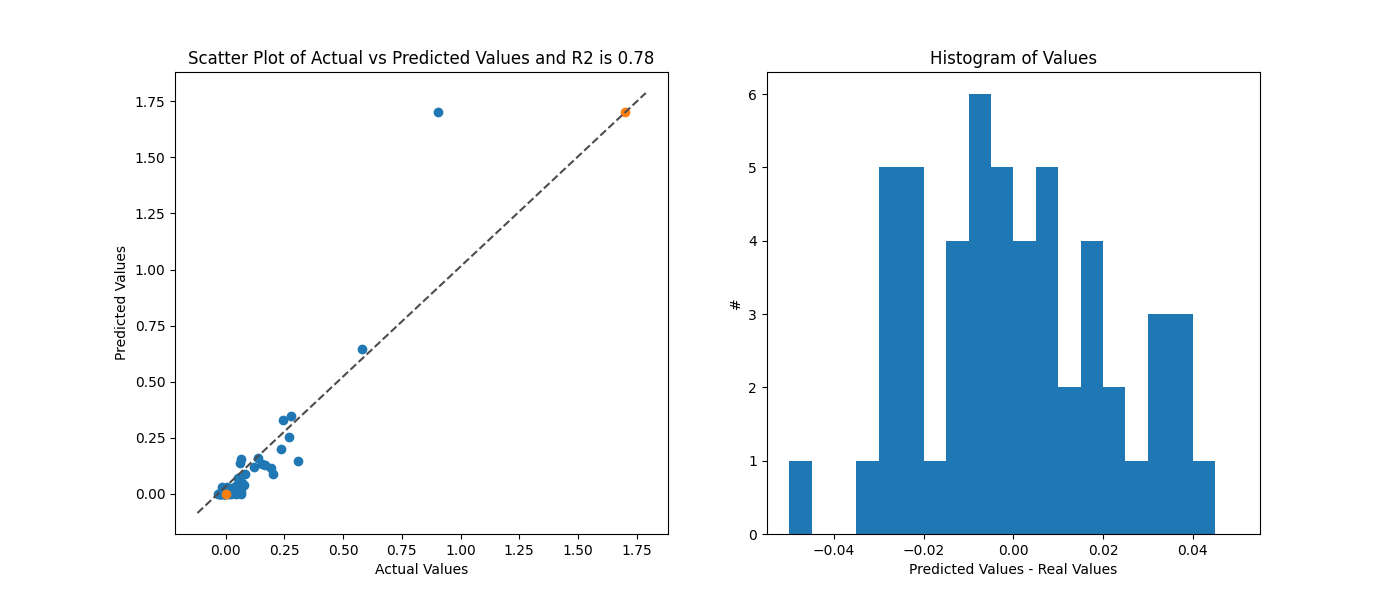 Scatter Plot of Actual vs Predicted Values and R2 is 0.78
1.75
1.50
1.25
1.00
0.75
0.50
0.25
0.00
Predicted Values
0.00 0.25 0.50 0.75 1.00 1.25 1.50 1.75
Actual Values
Histogram of Values
6
5
4
3
2
1
0
#
−0.04 −0.02 0.00 0.02 0.04
Predicted Values - Real Values